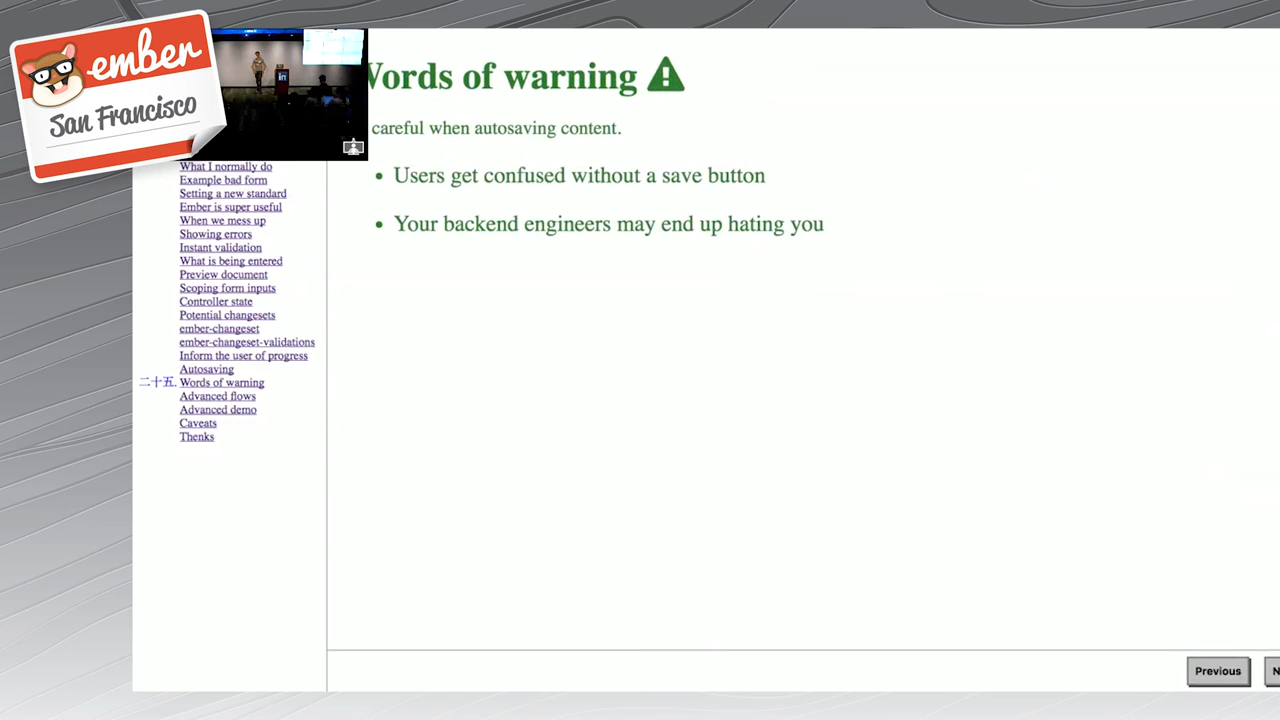 ember
San Francisco
in
Words of warning
careful when autosaving content.
• Users get confused without a save button
• Your backend engineers may end up hating you
What I normally do
Example bad form
Setting a new standard
Ember is super useful
When we mess up
Showing errors
Instant validation
What is being entered
Preview document
Scoping form inputs
Controller state
Potential changesets
ember-changeset
ember-changeset-validations
Inform the user of progress
Autosaving
二十五. Words of warning
Advanced flows
Advanced demo
Caveats
Thenks
Previous
N